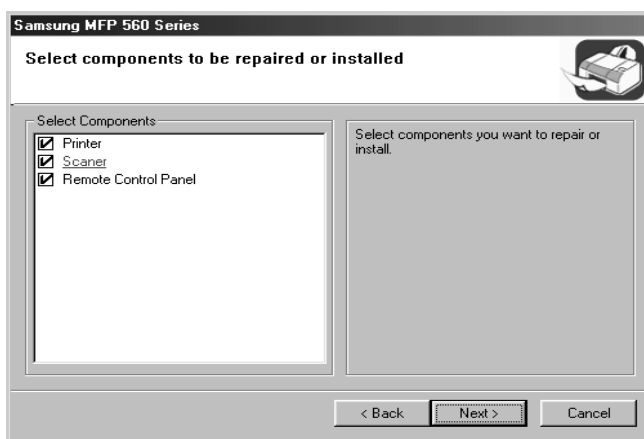 Samsung MFP 560 Series
Select components to be repaired or installed
Select Components
Printer
Scaner
Remote Control Panel
Select components you want to repair or
install.
< Back
Next >
Cancel